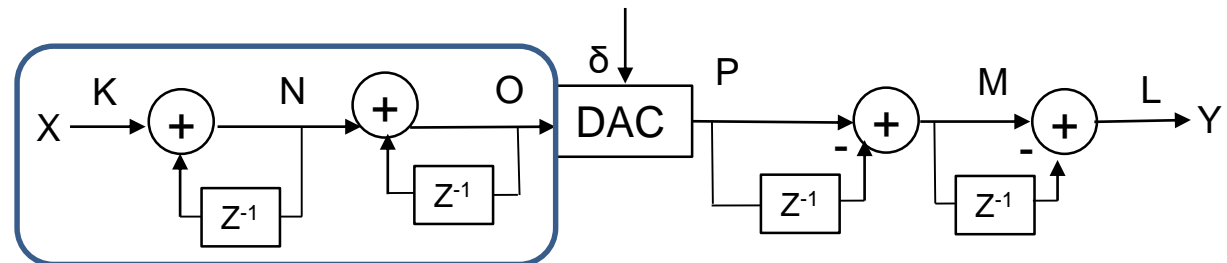 δ
K N O P M L
X + + DAC + + Y
- -
Z-1 Z-1 Z-1 Z-1